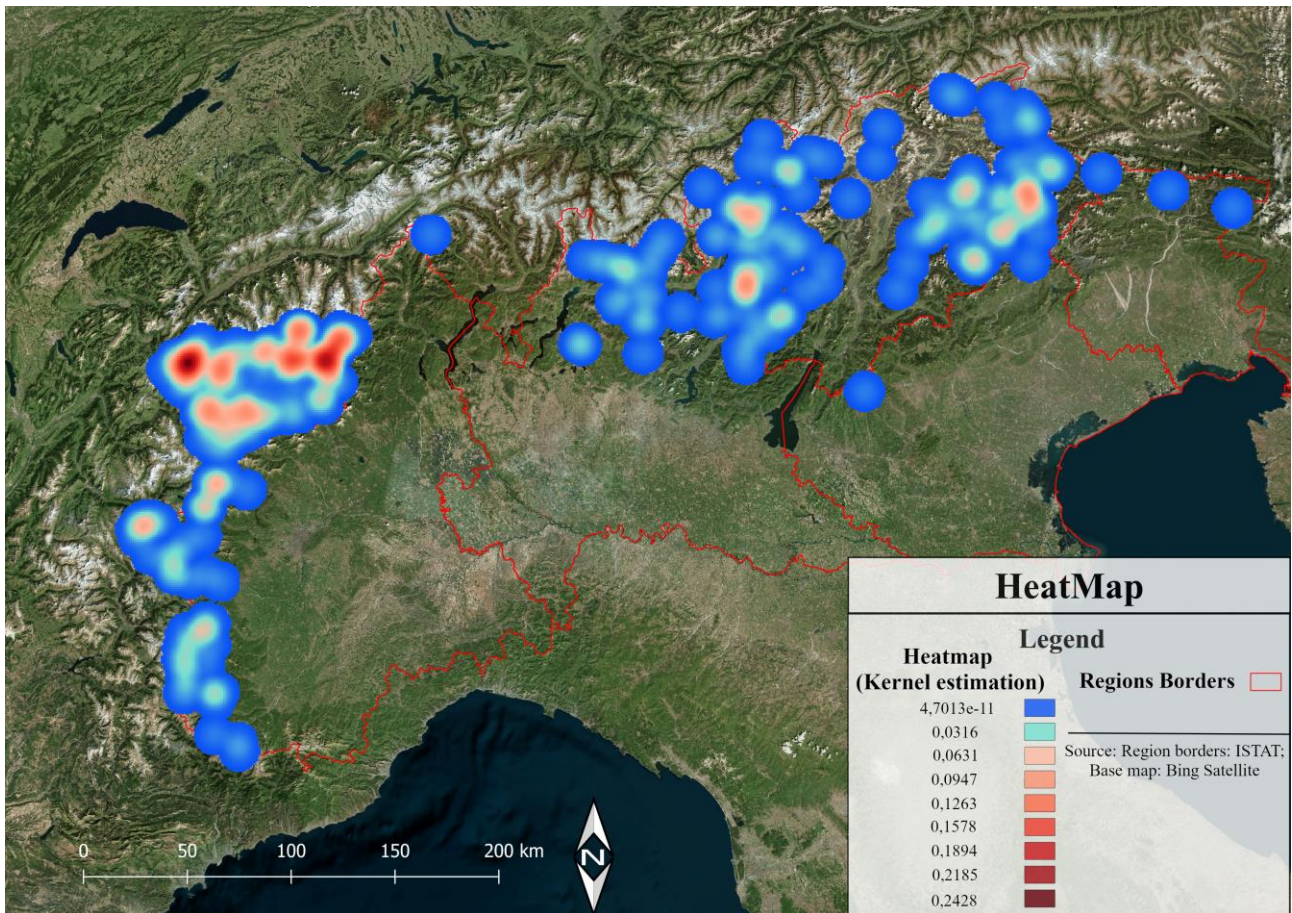 HeatMap
Legend
Heatmap
(Kernel estimation)
4,7013e-11
0,0316
0,0631
0,0947
0,1263
0,1578
0,1894
0,2185
0,2428
Regions Borders
Source: Region borders: ISTAT;
Base map: Bing Satellite
0 50 100 200 km
N